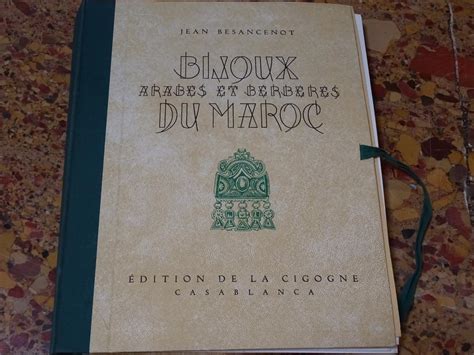 JEAN BESANCENOT
BIJOUX
ARABES ET BERBERES
DU MAROC
ÉDITION DE LA CIGOGNE
CASABLANCA